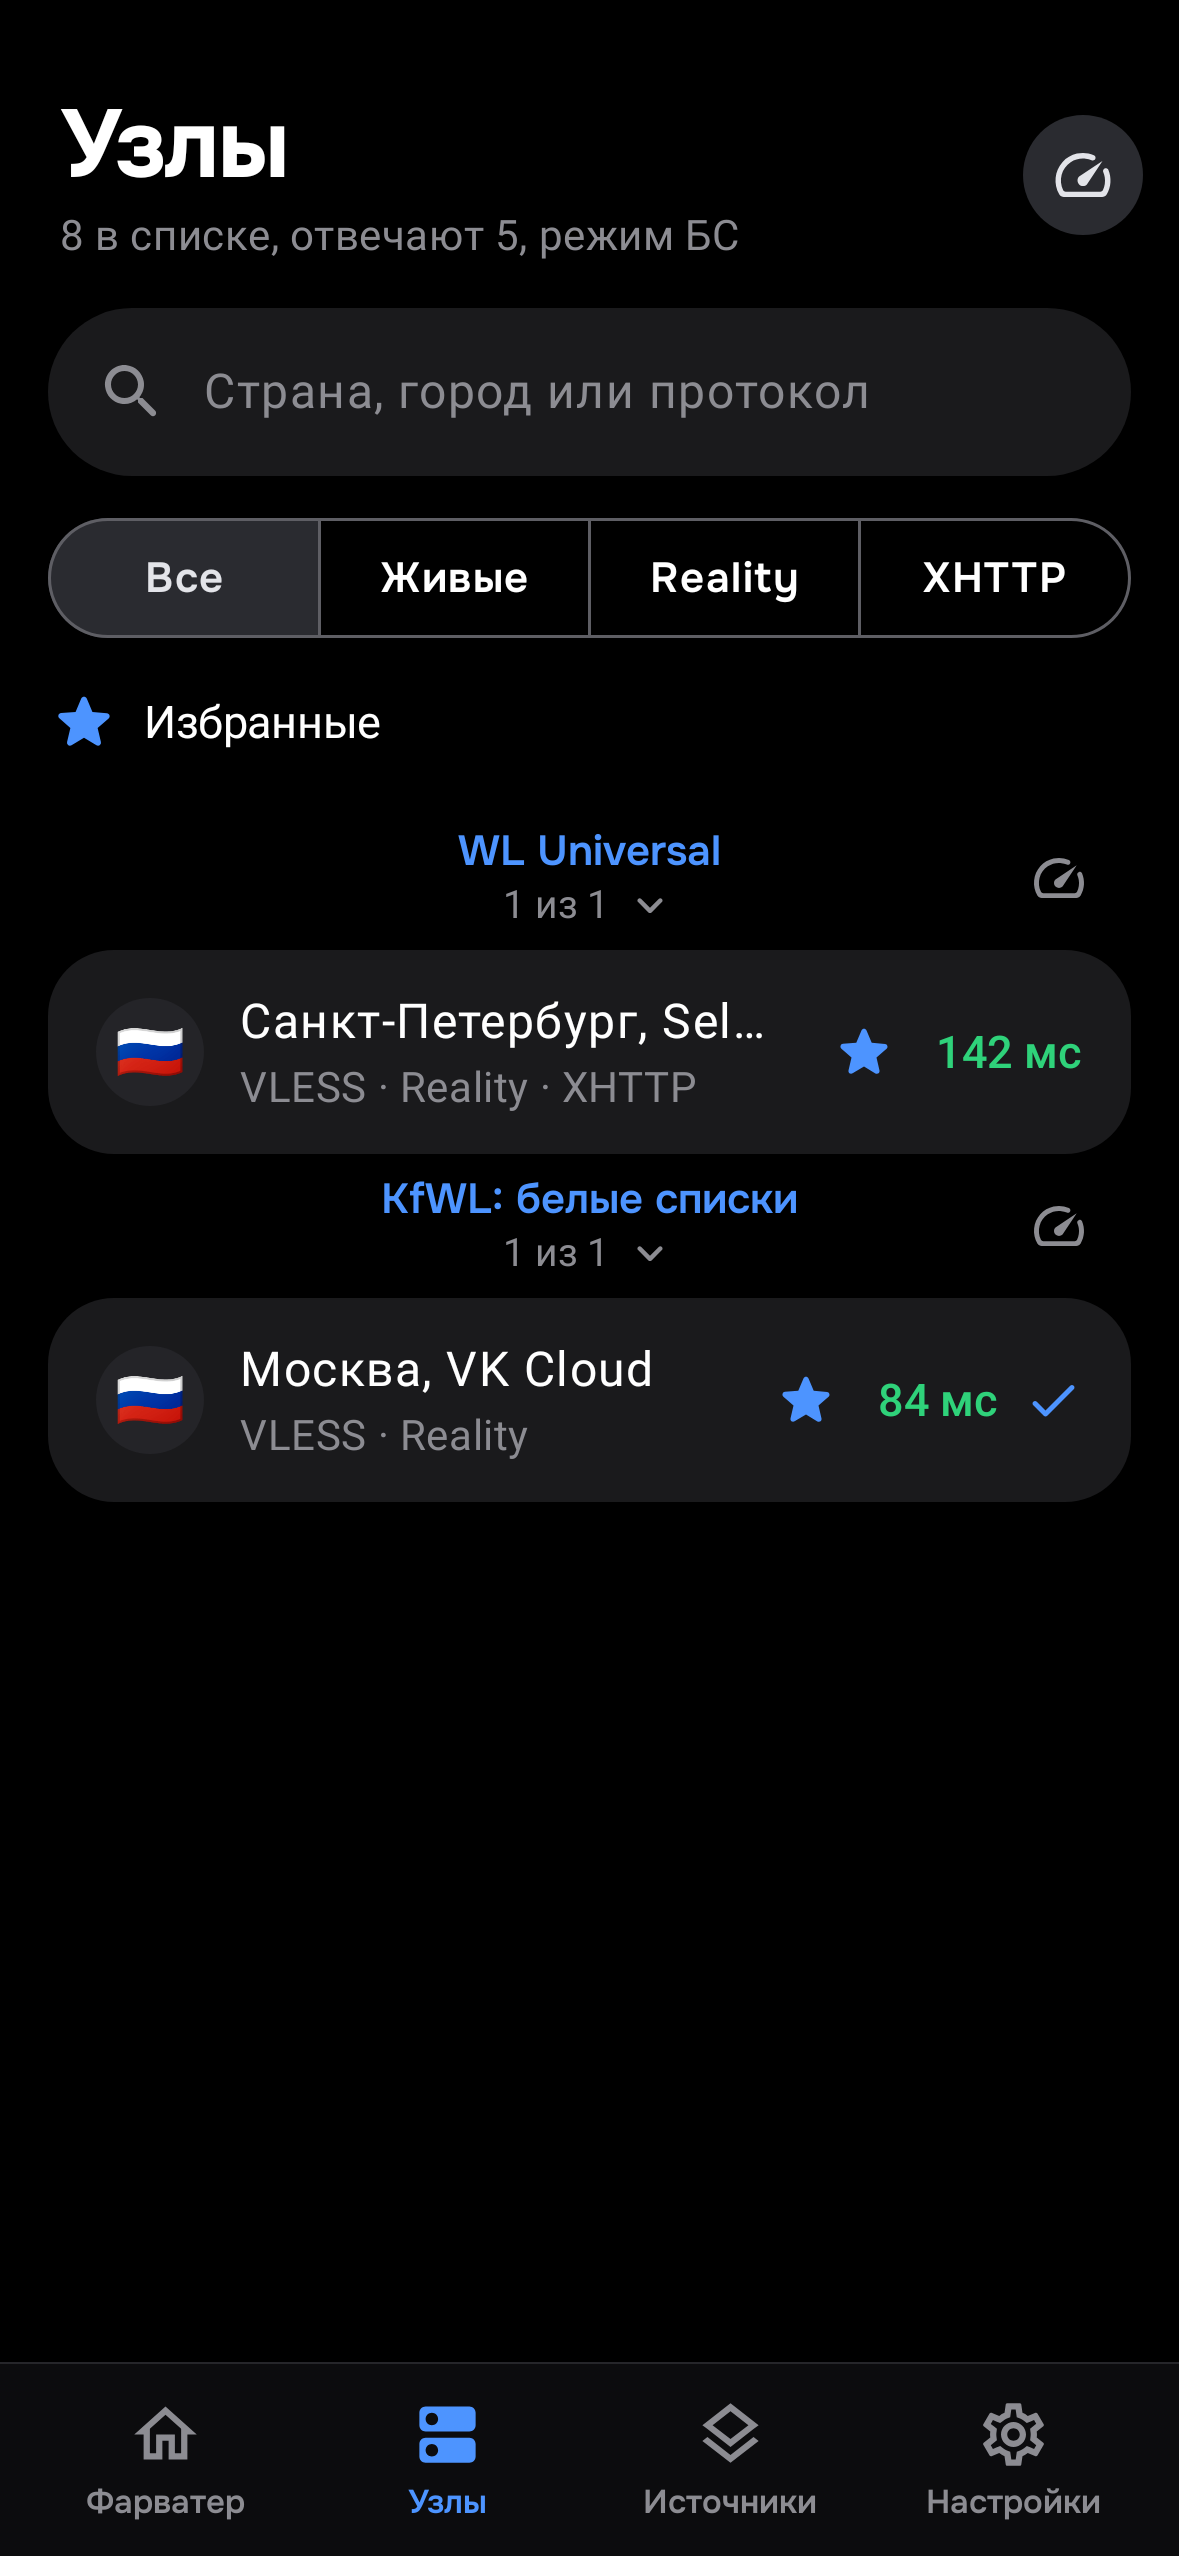 Узлы
8 в списке, отвечают 5, режим БС
Страна, город или протокол
Все
Живые
Reality
XHTTP
Избранные
WL Universal
1 из 1
Санкт-Петербург, Sel…
VLESS · Reality · XHTTP
142 мс
KfWL: белые списки
1 из 1
Москва, VK Cloud
VLESS · Reality
84 мс
Фарватер
Узлы
Источники
Настройки